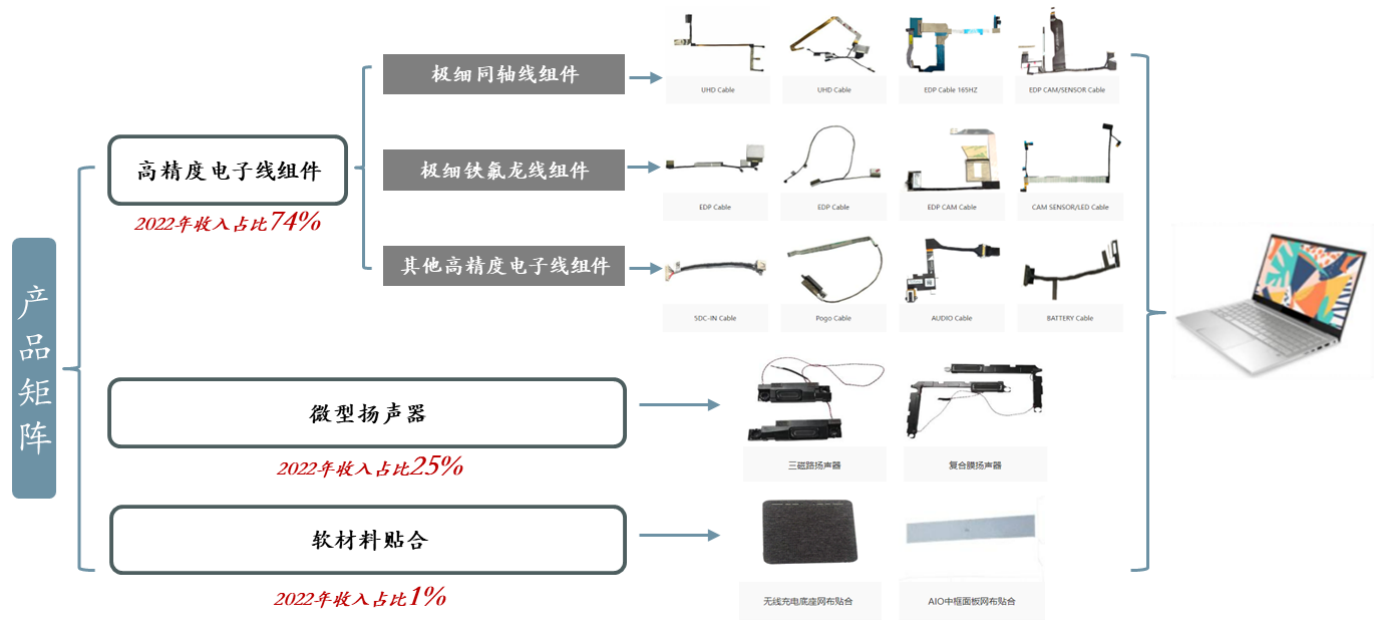 产品矩阵
高精度电子线组件
2022年收入占比74%
极细同轴线组件
UHD Cable
UHD Cable
EDP Cable 165HZ
EDP CAM/SENSOR Cable
极细铁氟龙线组件
EDP Cable
EDP Cable
EDP CAM Cable
CAM SENSOR/LED Cable
其他高精度电子线组件
SDC-IN Cable
Pogo Cable
AUDIO Cable
BATTERY Cable
微型扬声器
2022年收入占比25%
三磁路扬声器
复合膜扬声器
软材料贴合
2022年收入占比1%
无线充电底座网布贴合
AIO中框面板网布贴合